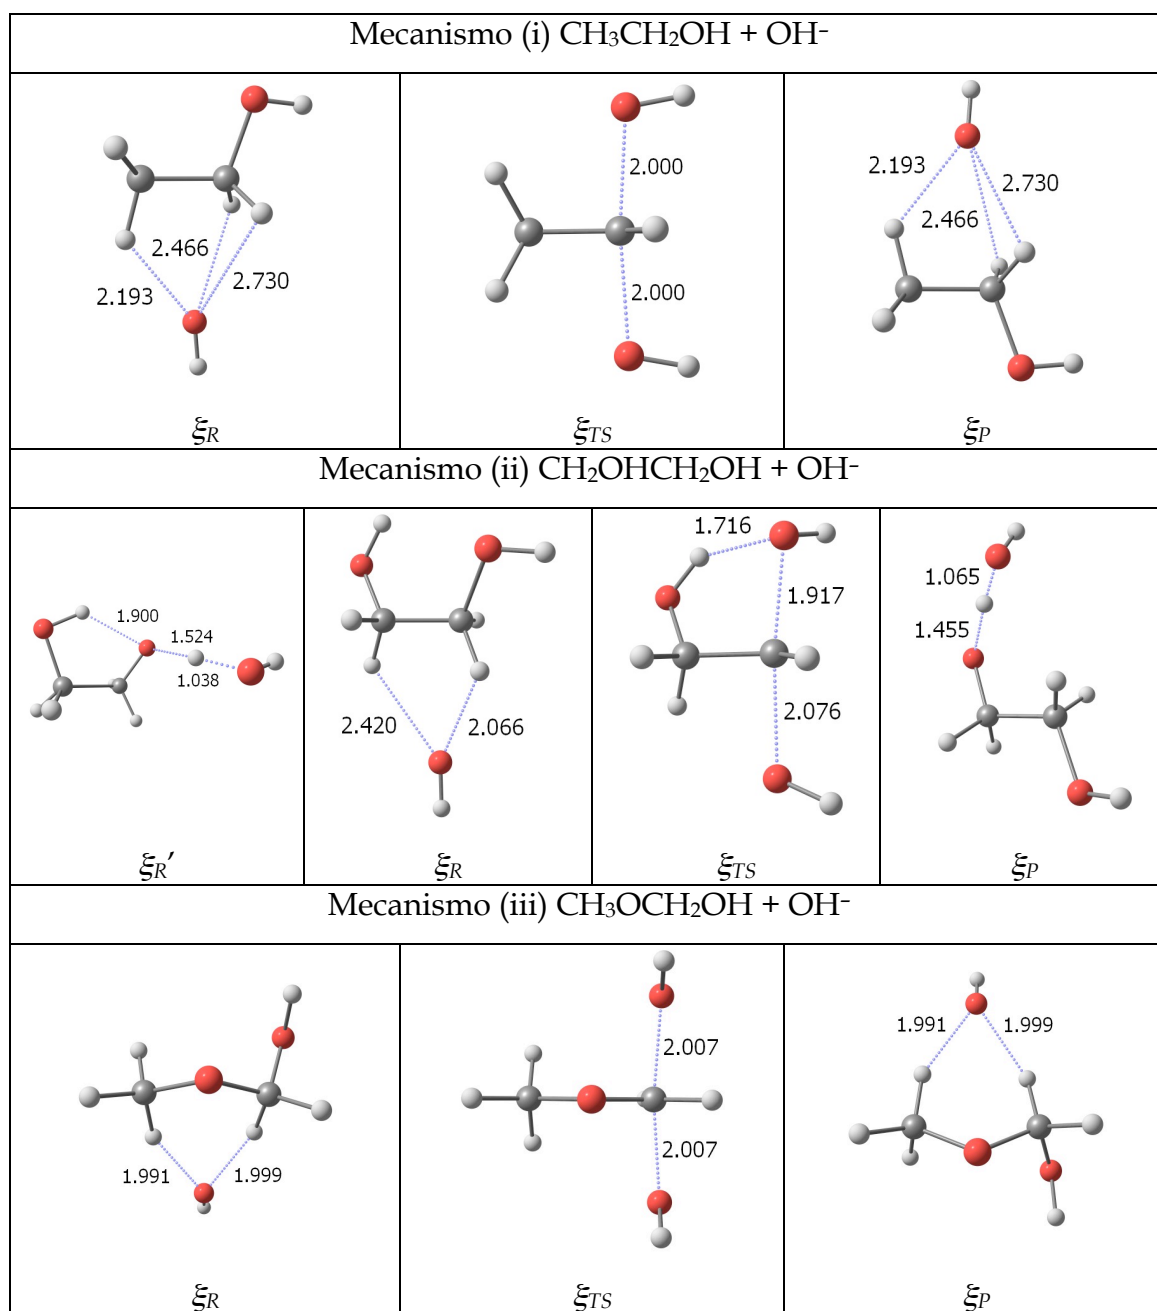 Mecanismo (i) CH₃CH₂OH + OH⁻
2.193
2.466
2.730
2.000
2.000
2.193
2.466
2.730
ξR
ξTS
ξP
Mecanismo (ii) CH₂OHCH₂OH + OH⁻
1.900
1.524
1.038
2.420
2.066
1.716
1.917
2.076
1.065
1.455
ξR′
ξR
ξTS
ξP
Mecanismo (iii) CH₃OCH₂OH + OH⁻
1.991
1.999
2.007
2.007
1.991
1.999
ξR
ξTS
ξP